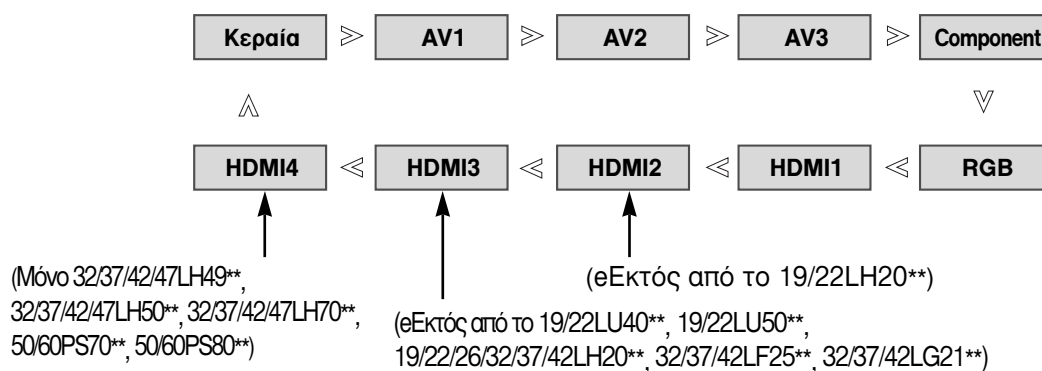 Κεραία AV1 AV2 AV3 Component
HDMI4 HDMI3 HDMI2 HDMI1 RGB
(Μόνο 32/37/42/47LH49**,
32/37/42/47LH50**, 32/37/42/47LH70**,
50/60PS70**, 50/60PS80**)
(eΕκτός από το 19/22LH20**)
(eΕκτός από το 19/22LU40**, 19/22LU50**,
19/22/26/32/37/42LH20**, 32/37/42LF25**, 32/37/42LG21**)